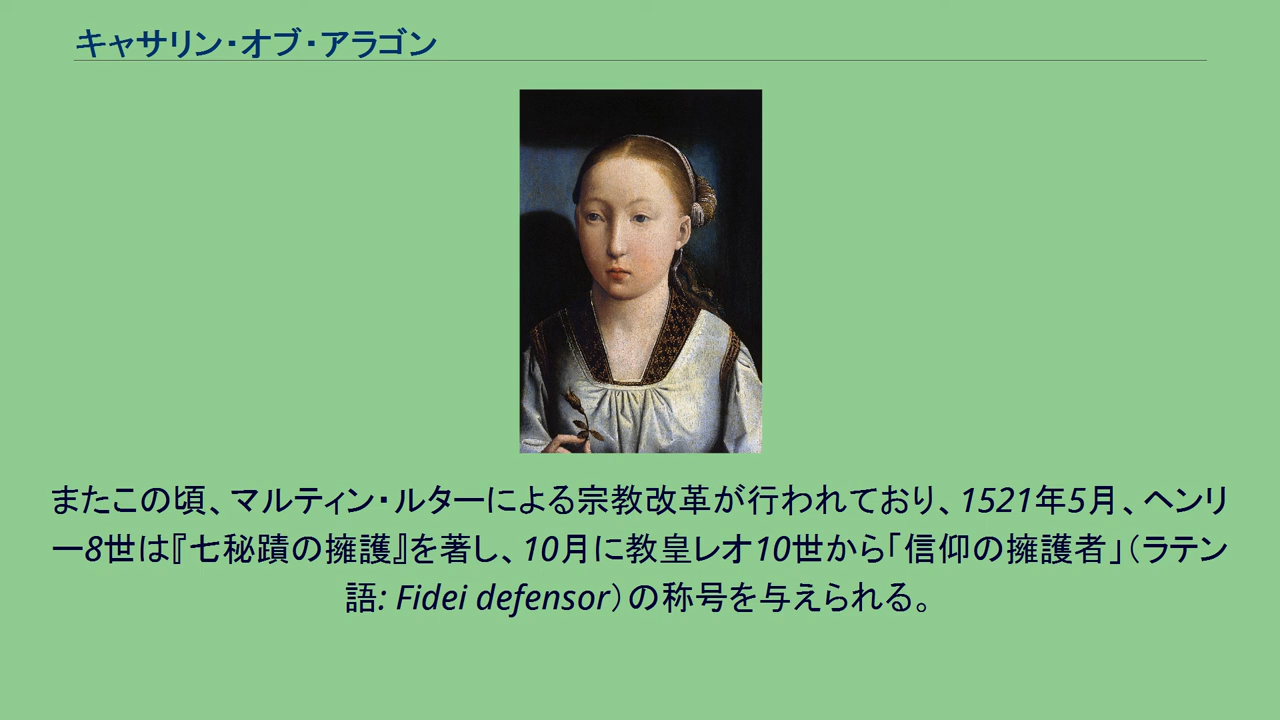 キャサリン・オブ・アラゴン
またこの頃、マルティン・ルターによる宗教改革が行われており、1521年5月、ヘンリ
ー8世は『七秘蹟の擁護』を著し、10月に教皇レオ10世から「信仰の擁護者」（ラテン
語: Fidei defensor）の称号を与えられる。